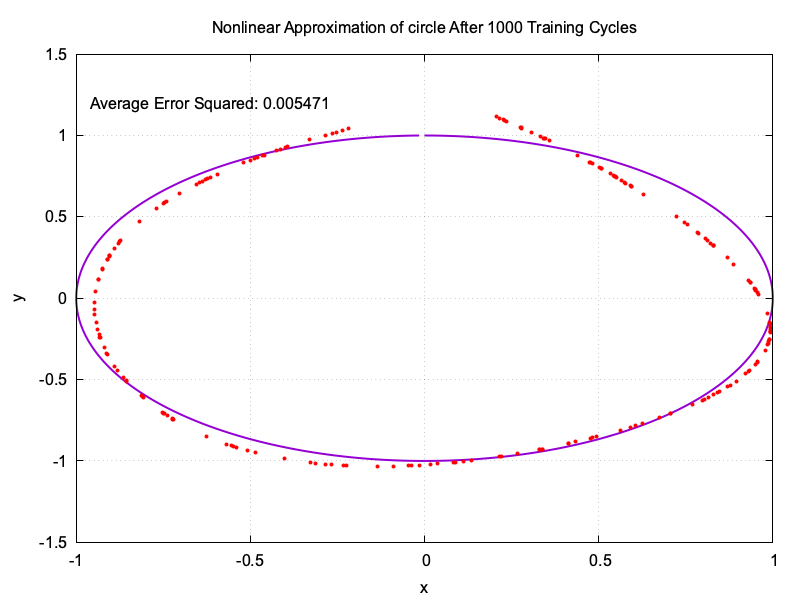 Nonlinear Approximation of circle After 1000 Training Cycles
1.5
Average Error Squared: 0.005471
1
0.5
y
0
-0.5
-1
-1.5
-1 -0.5 0 0.5 1
x